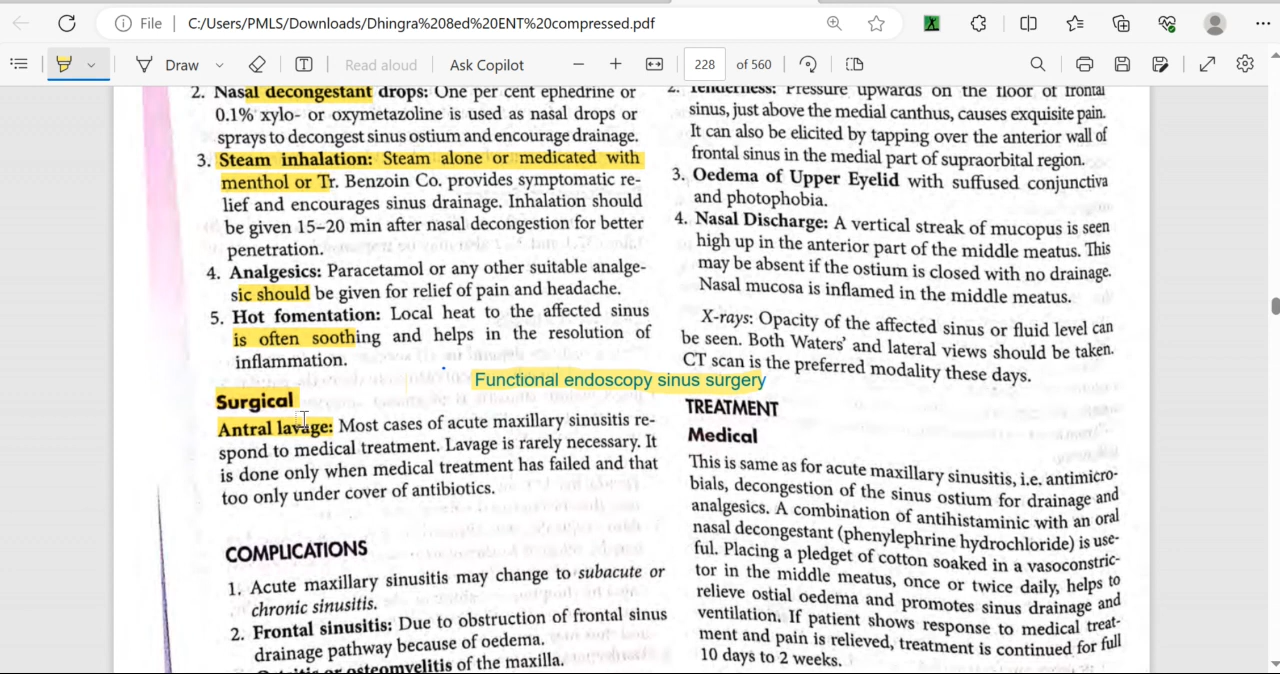 File
C:/Users/PMLS/Downloads/Dhingra%208ed%20ENT%20compressed.pdf
Draw
Read aloud
Ask Copilot
228
of 560
2. Nasal decongestant drops: One per cent ephedrine or
0.1% xylo- or oxymetazoline is used as nasal drops or
sprays to decongest sinus ostium and encourage drainage.
3. Steam inhalation: Steam alone or medicated with
menthol or Tr. Benzoin Co. provides symptomatic re-
lief and encourages sinus drainage. Inhalation should
be given 15–20 min after nasal decongestion for better
penetration.
4. Analgesics: Paracetamol or any other suitable analge-
sic should be given for relief of pain and headache.
5. Hot fomentation: Local heat to the affected sinus
is often soothing and helps in the resolution of
inflammation.
Functional endoscopy sinus surgery
Surgical
Antral lavage: Most cases of acute maxillary sinusitis re-
spond to medical treatment. Lavage is rarely necessary. It
is done only when medical treatment has failed and that
too only under cover of antibiotics.
COMPLICATIONS
1. Acute maxillary sinusitis may change to subacute or
chronic sinusitis.
2. Frontal sinusitis: Due to obstruction of frontal sinus
drainage pathway because of oedema.
osteomyelitis of the maxilla.
2. Tenderness: Pressure upwards on the floor of frontal
sinus, just above the medial canthus, causes exquisite pain.
It can also be elicited by tapping over the anterior wall of
frontal sinus in the medial part of supraorbital region.
3. Oedema of Upper Eyelid with suffused conjunctiva
and photophobia.
4. Nasal Discharge: A vertical streak of mucopus is seen
high up in the anterior part of the middle meatus. This
may be absent if the ostium is closed with no drainage.
Nasal mucosa is inflamed in the middle meatus.
X-rays: Opacity of the affected sinus or fluid level can
be seen. Both Waters' and lateral views should be taken.
CT scan is the preferred modality these days.
TREATMENT
Medical
This is same as for acute maxillary sinusitis, i.e. antimicro-
bials, decongestion of the sinus ostium for drainage and
analgesics. A combination of antihistaminic with an oral
nasal decongestant (phenylephrine hydrochloride) is use-
ful. Placing a pledget of cotton soaked in a vasoconstric-
tor in the middle meatus, once or twice daily, helps to
relieve ostial oedema and promotes sinus drainage and
ventilation. If patient shows response to medical treat-
ment and pain is relieved, treatment is continued for full
10 days to 2 weeks.